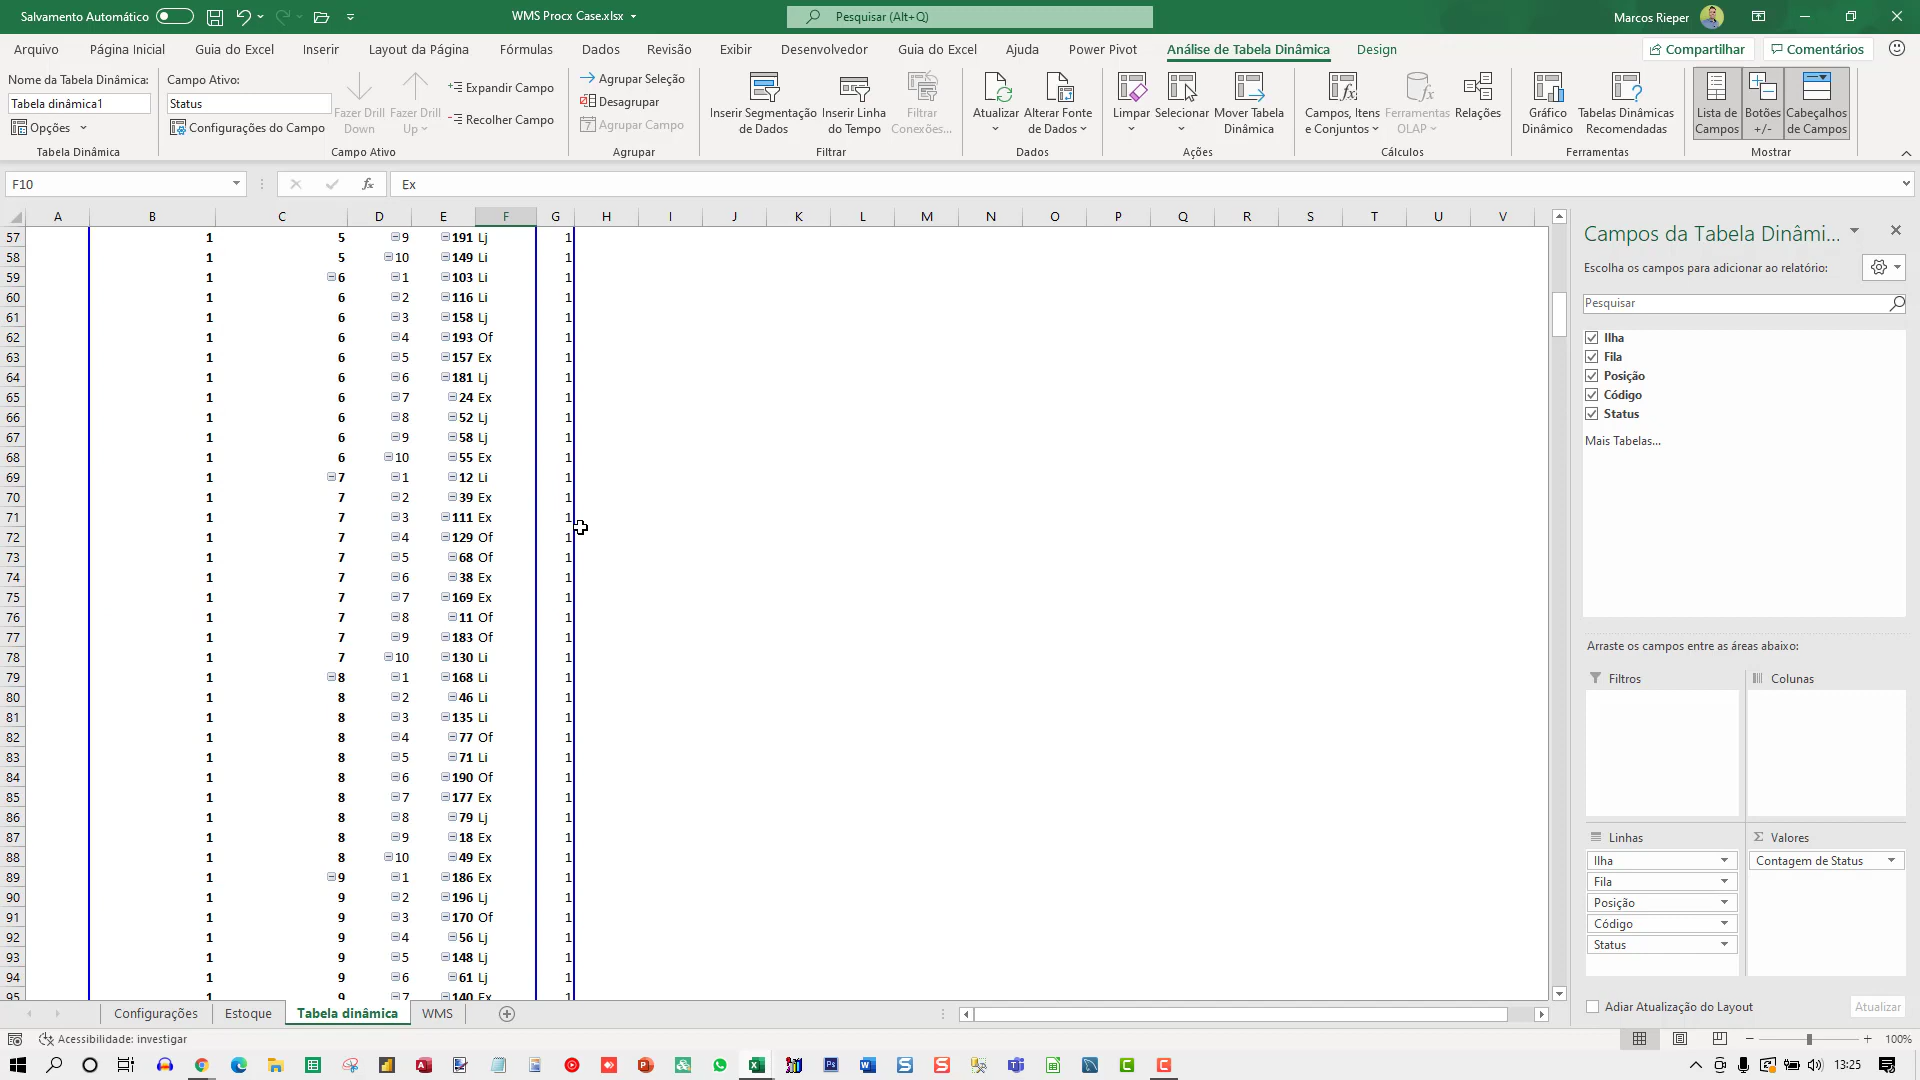 Salvamento Automático
WMS Procx Case.xlsx
Pesquisar (Alt+Q)
Marcos Rieper
Arquivo Página Inicial Guia do Excel Inserir Layout da Página Fórmulas Dados Revisão Exibir Desenvolvedor Guia do Excel Ajuda Power Pivot Análise de Tabela Dinâmica Design Compartilhar Comentários
Nome da Tabela Dinâmica:
Tabela dinâmica1
Opções
Tabela Dinâmica
Campo Ativo:
Status
Configurações do Campo
Fazer Drill Down
Fazer Drill Up
Expandir Campo
Recolher Campo
Campo Ativo
Agrupar Seleção
Desagrupar
Agrupar Campo
Agrupar
Inserir Segmentação de Dados
Inserir Linha do Tempo
Filtrar Conexões...
Filtrar
Atualizar
Alterar Fonte de Dados
Dados
Limpar
Selecionar
Mover Tabela Dinâmica
Ações
Campos, Itens e Conjuntos
Ferramentas OLAP
Relações
Cálculos
Gráfico Dinâmico
Tabelas Dinâmicas Recomendadas
Ferramentas
Lista de Campos
Botões +/-
Cabeçalhos de Campos
Mostrar
F10
fx
Ex
A B C D E F G H I J K L M N O P Q R S T U V
57 1 5 9 191 Lj 1
58 1 5 10 149 Li 1
59 1 6 1 103 Li 1
60 1 6 2 116 Li 1
61 1 6 3 158 Lj 1
62 1 6 4 193 Of 1
63 1 6 5 157 Ex 1
64 1 6 6 181 Lj 1
65 1 6 7 24 Ex 1
66 1 6 8 52 Lj 1
67 1 6 9 58 Lj 1
68 1 6 10 55 Ex 1
69 1 7 1 12 Li 1
70 1 7 2 39 Ex 1
71 1 7 3 111 Ex 1
72 1 7 4 129 Of 1
73 1 7 5 68 Of 1
74 1 7 6 38 Ex 1
75 1 7 7 169 Ex 1
76 1 7 8 11 Of 1
77 1 7 9 183 Of 1
78 1 7 10 130 Li 1
79 1 8 1 168 Li 1
80 1 8 2 46 Li 1
81 1 8 3 135 Li 1
82 1 8 4 77 Of 1
83 1 8 5 71 Li 1
84 1 8 6 190 Of 1
85 1 8 7 177 Ex 1
86 1 8 8 79 Lj 1
87 1 8 9 18 Ex 1
88 1 8 10 49 Ex 1
89 1 9 1 186 Ex 1
90 1 9 2 196 Lj 1
91 1 9 3 170 Of 1
92 1 9 4 56 Lj 1
93 1 9 5 148 Lj 1
94 1 9 6 61 Lj 1
95 1 9 7 140 Ex 1
Campos da Tabela Dinâmi...
Escolha os campos para adicionar ao relatório:
Pesquisar
Ilha
Fila
Posição
Código
Status
Mais Tabelas...
Arraste os campos entre as áreas abaixo:
Filtros
Colunas
Linhas
Ilha
Fila
Posição
Código
Status
Valores
Contagem de Status
Adiar Atualização do Layout
Atualizar
Configurações Estoque Tabela dinâmica WMS
Acessibilidade: investigar
100%
13:25